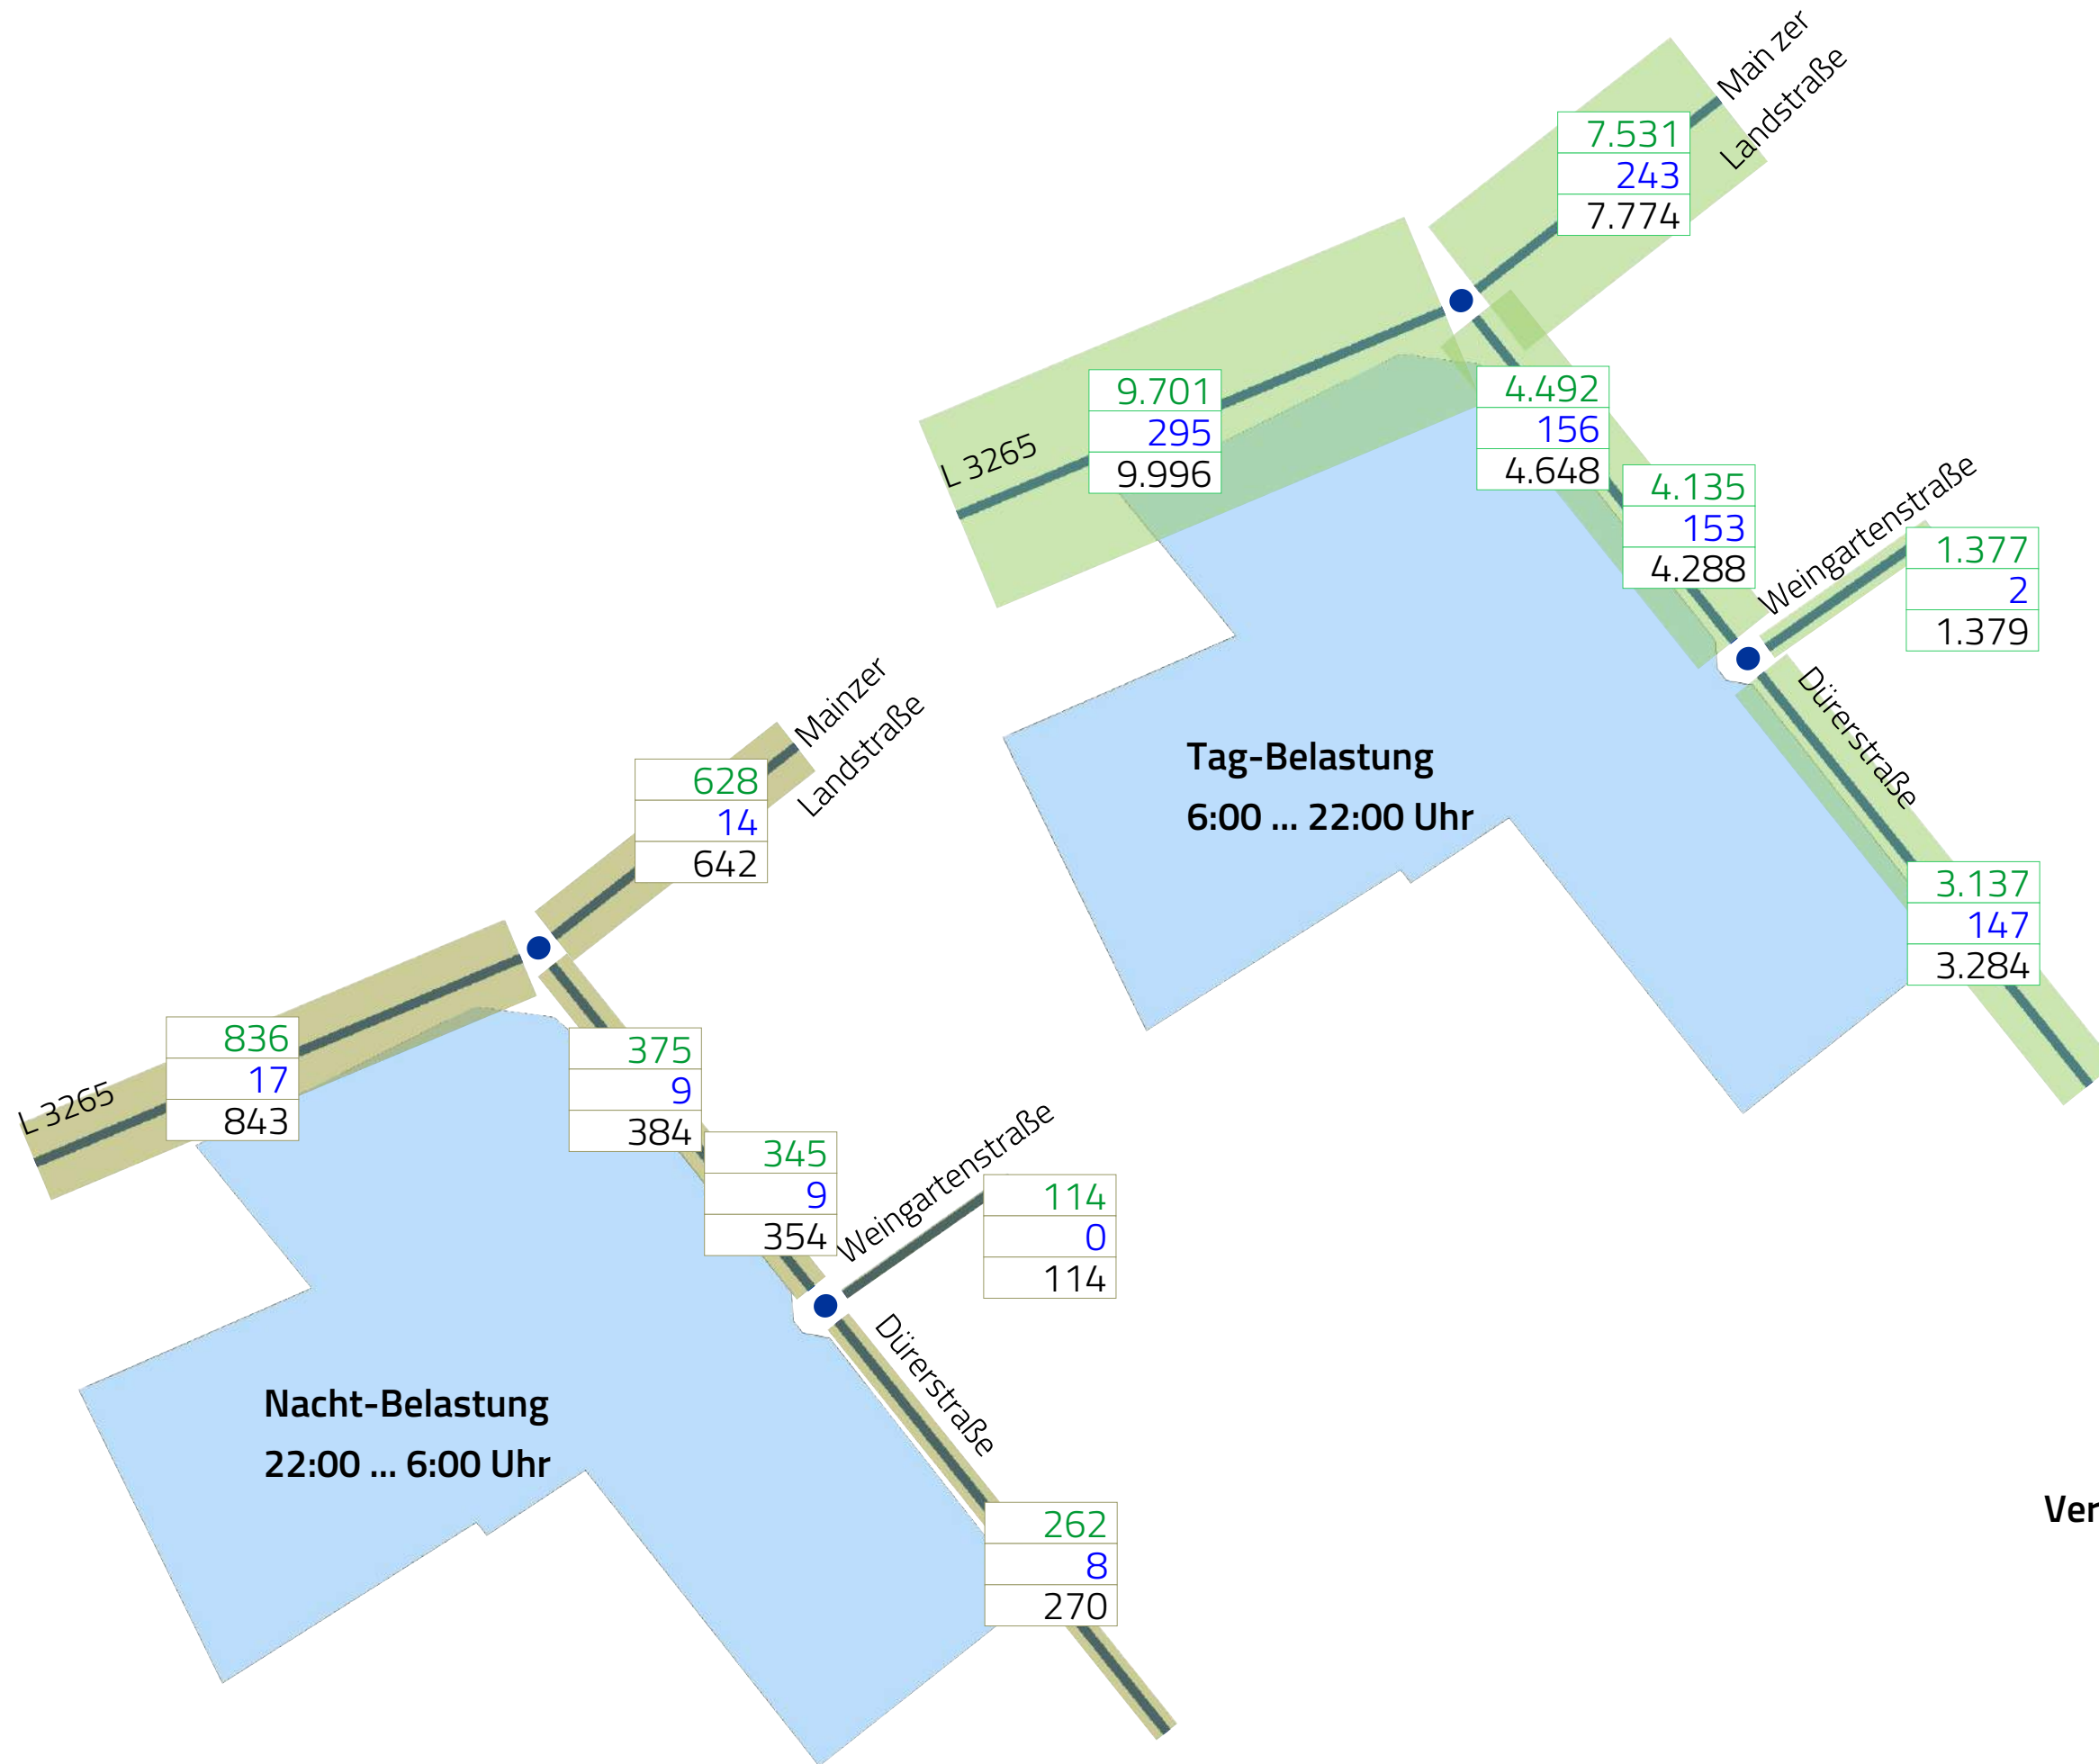 Man zer
Landstraße
7.531
243
7.774
L 3265
9.701
295
9.996
4.492
156
4.648
4.135
153
4.288
Weingartenstraße
1.377
2
1.379
Dürerstraße
Tag-Belastung
6:00 ... 22:00 Uhr
3.137
147
3.284
Mainzer
Landstraße
628
14
642
L 3265
836
17
843
375
9
384
345
9
354
Weingartenstraße
114
0
114
Dürerstraße
Nacht-Belastung
22:00 ... 6:00 Uhr
262
8
270
Ver